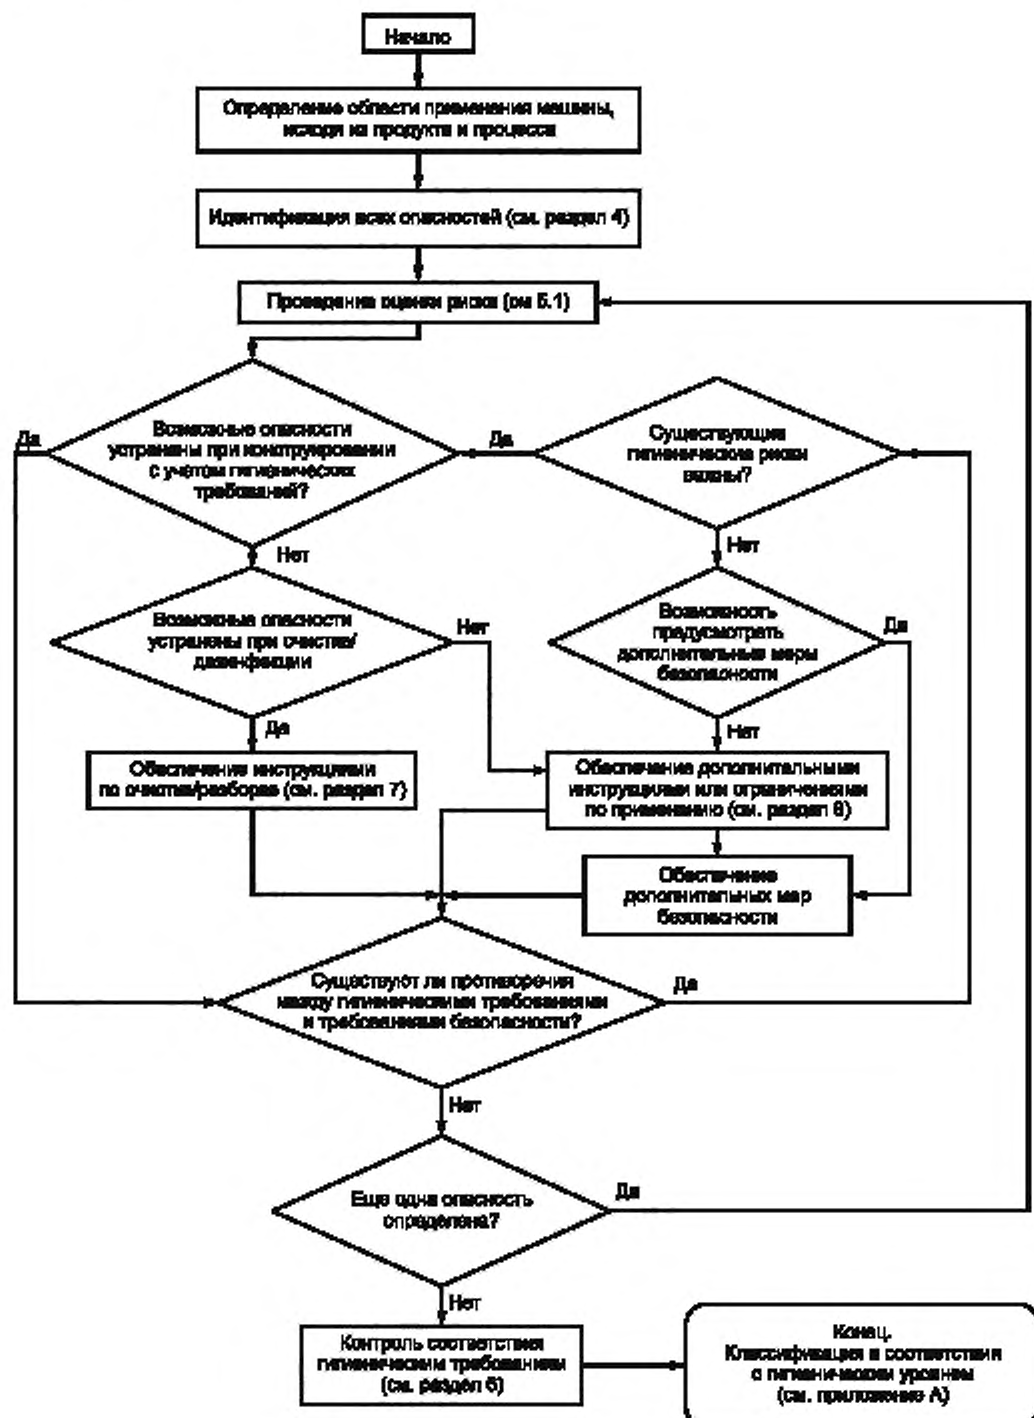 Начало
Определение области применения машины,
исходя из продукта и процесса
Идентификация всех опасностей (см. раздел 4)
Проведение оценки риска (см 5.1)
Да
Возможные опасности
устранены при конструировании
с учетом гигиенических
требований?
Да
Существующие
гигиенические риски
важны?
Нет
Нет
Возможные опасности
устранены при очистке/
дезинфекции
Нет
Возможность
предусмотреть
дополнительные меры
безопасности
Да
Да
Нет
Обеспечение инструкциями
по очистке/разборке (см. раздел 7)
Обеспечение дополнительными
инструкциями или ограничениями
по применению (см. раздел 8)
Обеспечение
дополнительных мер
безопасности
Существуют ли противоречия
между гигиеническими требованиями
и требованиями безопасности?
Да
Нет
Еще одна опасность
определена?
Да
Нет
Контроль соответствия
гигиеническим требованиям
(см. раздел 6)
Конец.
Классификация в соответствии
с гигиеническим уровнем
(см. приложение А)